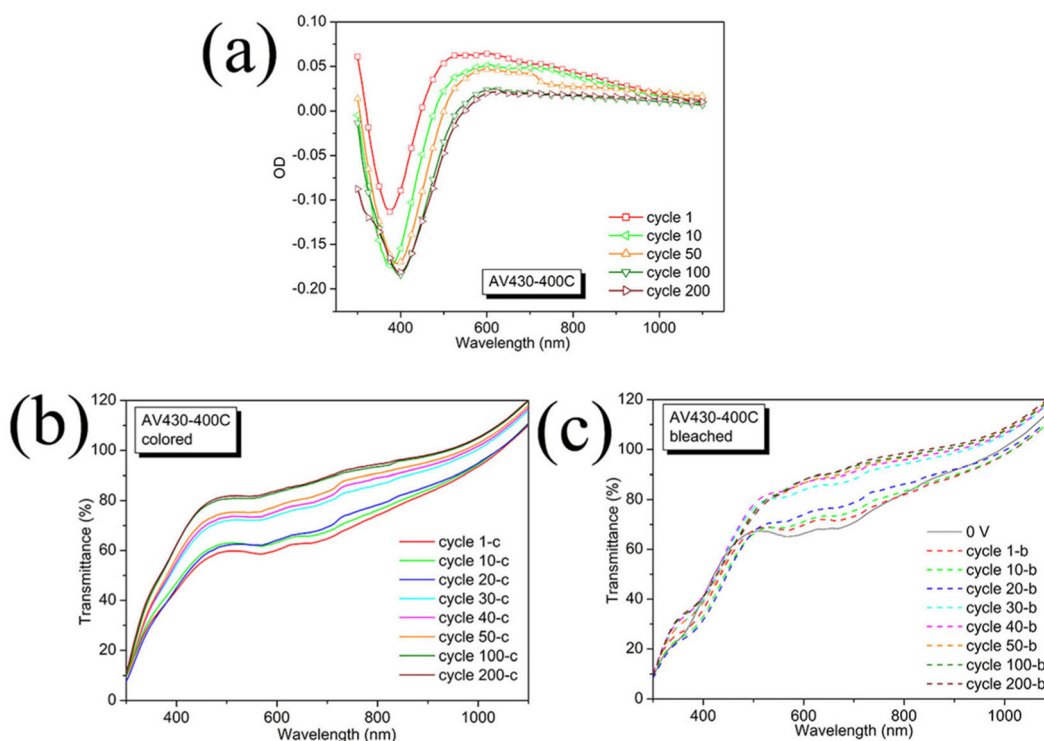 (a)
0.10
0.05
0.00
-0.05
-0.10
-0.15
-0.20
OD
400
600
800
1000
Wavelength (nm)
AV430-400C
cycle 1
cycle 10
cycle 50
cycle 100
cycle 200
(b)
120
100
80
60
40
20
0
Transmittance (%)
AV430-400C
colored
cycle 1-c
cycle 10-c
cycle 20-c
cycle 30-c
cycle 40-c
cycle 50-c
cycle 100-c
cycle 200-c
400
600
800
1000
Wavelength (nm)
(c)
120
100
80
60
40
20
0
Transmittance (%)
AV430-400C
bleached
0 V
cycle 1-b
cycle 10-b
cycle 20-b
cycle 30-b
cycle 40-b
cycle 50-b
cycle 100-b
cycle 200-b
400
600
800
1000
Wavelength (nm)